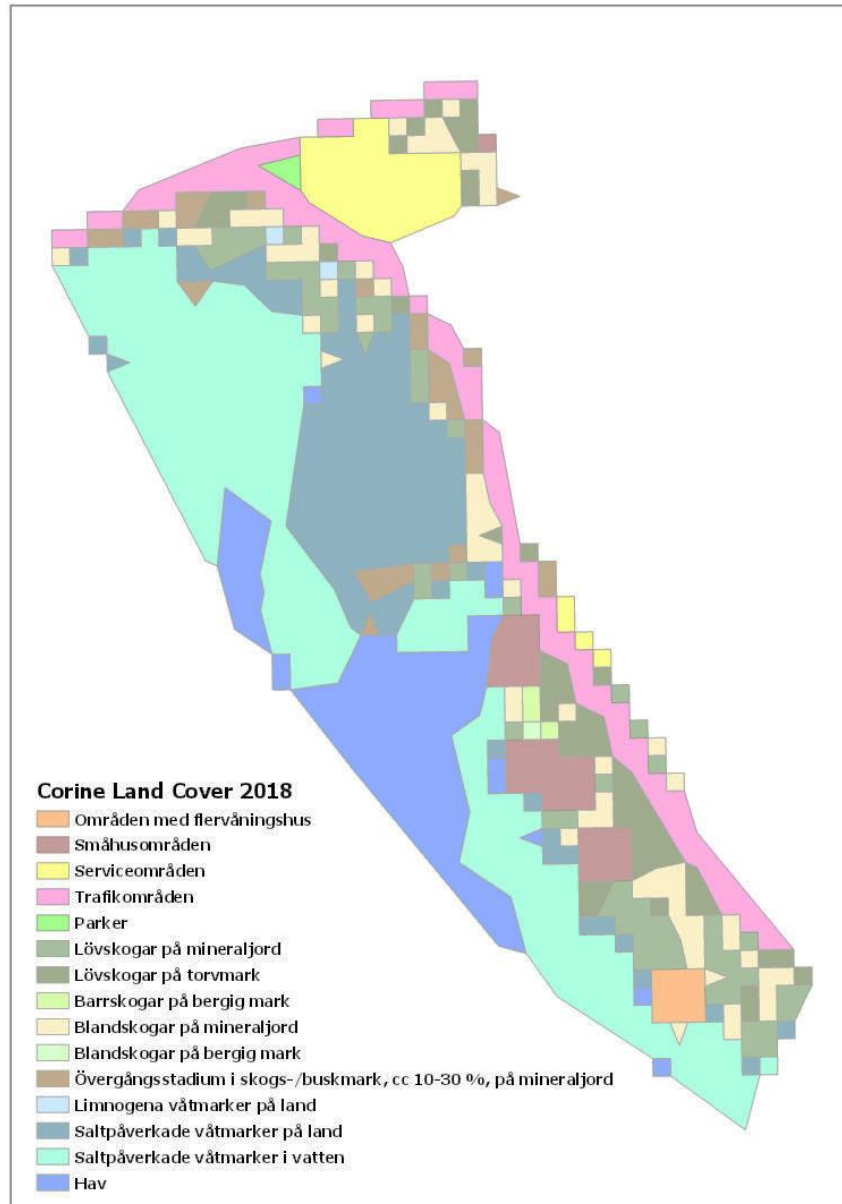 Corine Land Cover 2018
Områden med flervåningshus
Småhusområden
Serviceområden
Trafikområden
Parker
Lövskogar på mineraljord
Lövskogar på torvmark
Barrskogar på bergig mark
Blandskogar på mineraljord
Blandskogar på bergig mark
Övergångsstadium i skogs-/buskmark, cc 10-30 %, på mineraljord
Limnogena våtmarker på land
Saltpåverkade våtmarker på land
Saltpåverkade våtmarker i vatten
Hav